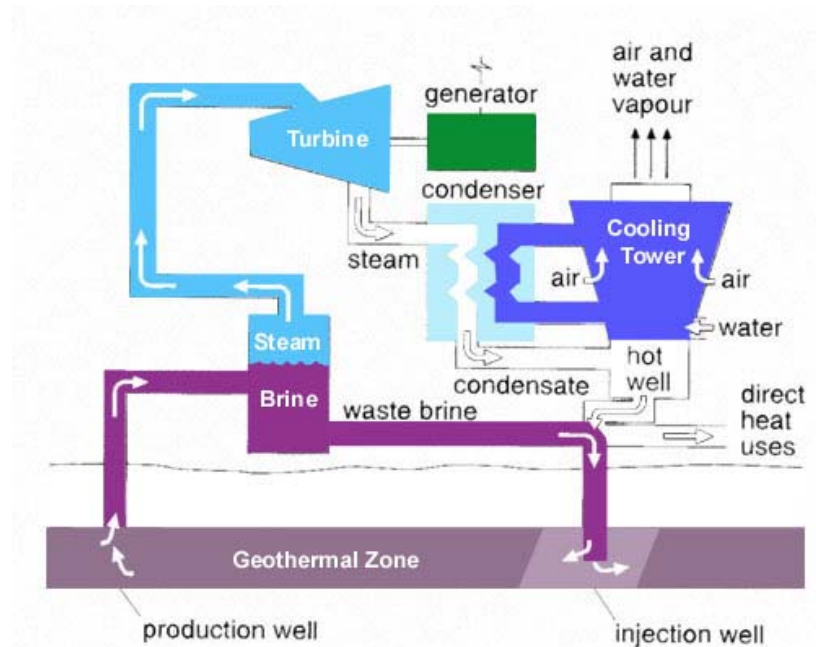 air and
water
vapour
generator
Turbine
condenser
Cooling
Tower
steam
air
air
water
Steam
hot
well
condensate
direct
heat
uses
Brine
waste brine
Geothermal Zone
production well
injection well